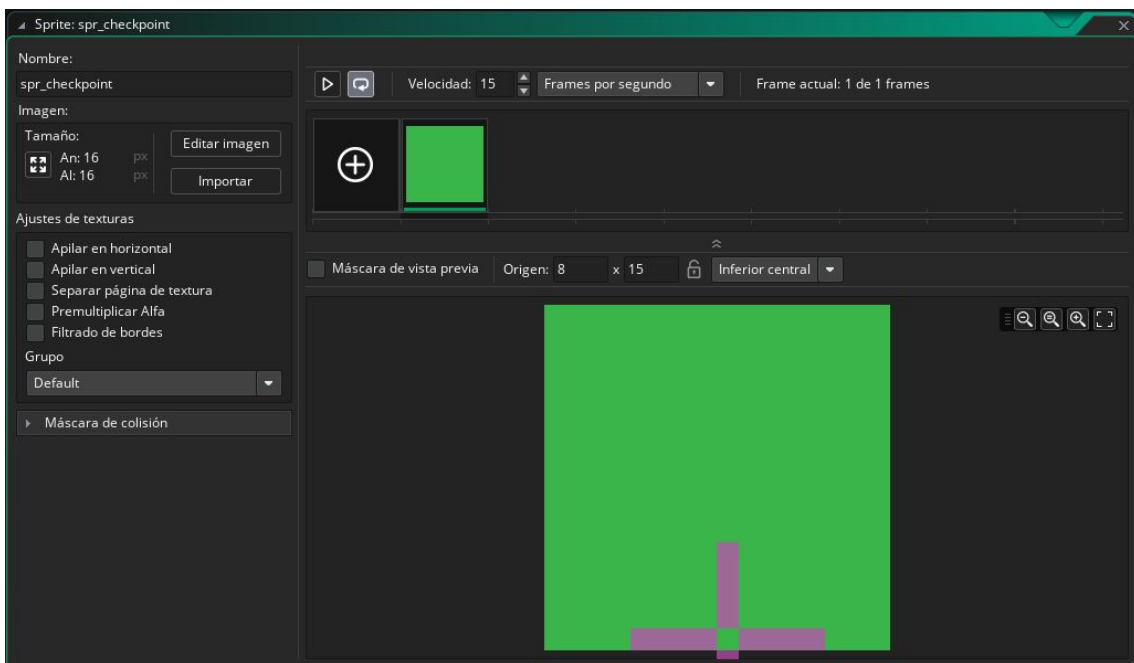 Sprite: spr_checkpoint
Nombre:
spr_checkpoint
Imagen:
Tamaño:
An: 16 px
Al: 16 px
Editar imagen
Importar
Ajustes de texturas
Apilar en horizontal
Apilar en vertical
Separar página de textura
Premultiplicar Alfa
Filtrado de bordes
Grupo
Default
Máscara de colisión
Velocidad: 15 Frames por segundo Frame actual: 1 de 1 frames
Máscara de vista previa Origen: 8 x 15 Inferior central